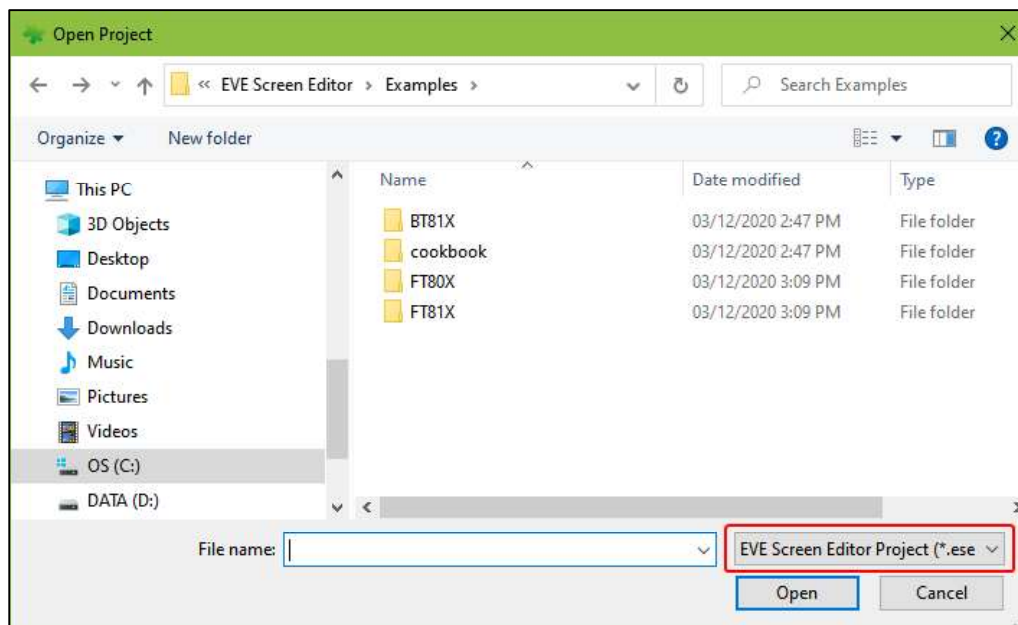 Open Project
« EVE Screen Editor > Examples >
Search Examples
Organize
New folder
Name
Date modified
Type
This PC
3D Objects
Desktop
Documents
Downloads
Music
Pictures
Videos
OS (C:)
DATA (D:)
BT81X 03/12/2020 2:47 PM File folder
cookbook 03/12/2020 2:47 PM File folder
FT80X 03/12/2020 3:09 PM File folder
FT81X 03/12/2020 3:09 PM File folder
File name:
EVE Screen Editor Project (*.ese
Open
Cancel